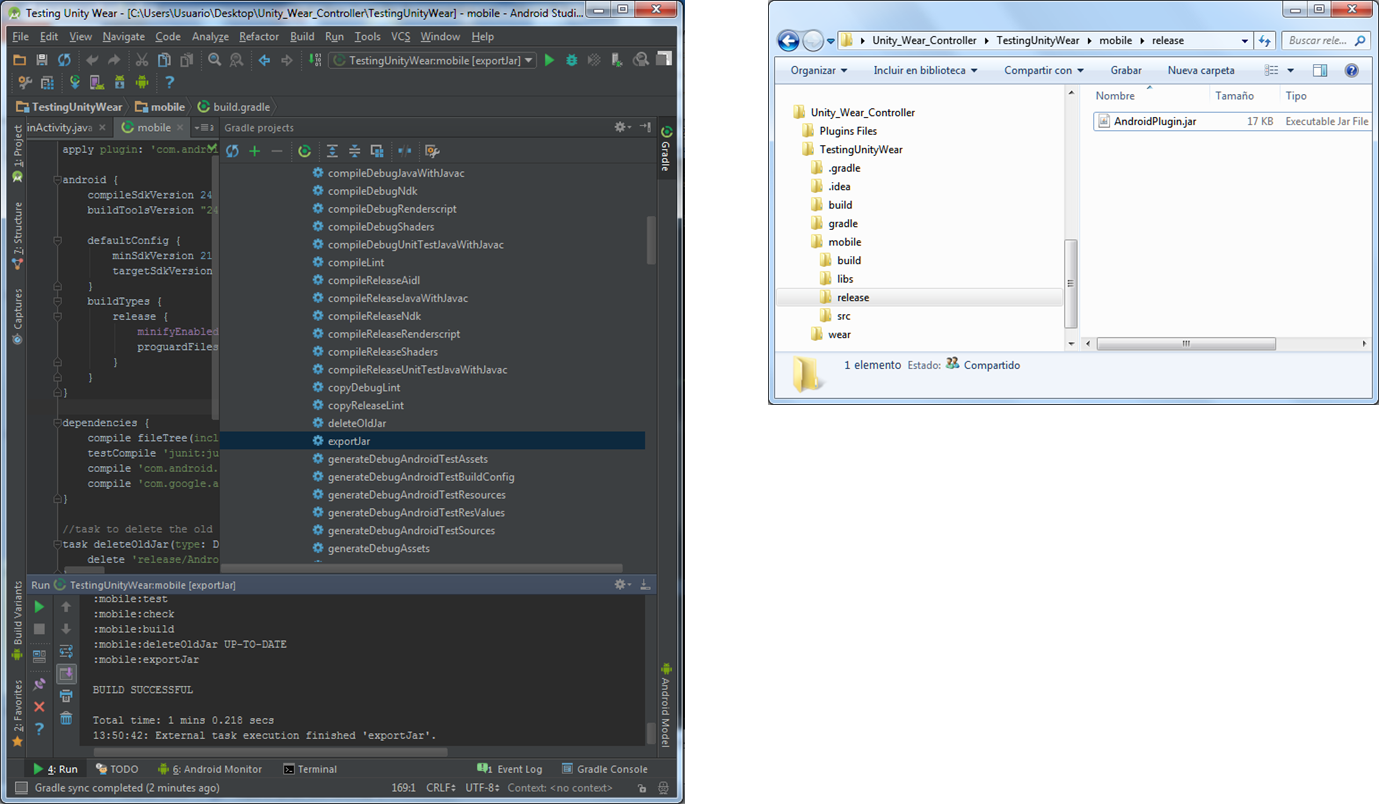 Testing Unity Wear - [C:\Users\Usuario\Desktop\Unity_Wear_Controller\TestingUnityWear] - mobile - Android Studi...
File Edit View Navigate Code Analyze Refactor Build Run Tools VCS Window Help
TestingUnityWear:mobile [exportJar]
TestingUnityWear mobile build.gradle
inActivity.java mobile
Gradle projects
1: Project
7: Structure
Captures
Build Variants
2: Favorites
apply plugin: 'com.androi
android {
compileSdkVersion 24
buildToolsVersion "24
defaultConfig {
minSdkVersion 21
targetSdkVersion
}
buildTypes {
release {
minifyEnabled
proguardFiles
}
}
}
dependencies {
compile fileTree(incl
testCompile 'junit:ju
compile 'com.android.
compile 'com.google.a
}
//task to delete the old
task deleteOldJar(type: D
delete 'release/Andro
compileDebugJavaWithJavac
compileDebugNdk
compileDebugRenderscript
compileDebugShaders
compileDebugUnitTestJavaWithJavac
compileLint
compileReleaseAidl
compileReleaseJavaWithJavac
compileReleaseNdk
compileReleaseRenderscript
compileReleaseShaders
compileReleaseUnitTestJavaWithJavac
copyDebugLint
copyReleaseLint
deleteOldJar
exportJar
generateDebugAndroidTestAssets
generateDebugAndroidTestBuildConfig
generateDebugAndroidTestResources
generateDebugAndroidTestResValues
generateDebugAndroidTestSources
generateDebugAssets
Gradle
Android Model
Run TestingUnityWear:mobile [exportJar]
:mobile:test
:mobile:check
:mobile:build
:mobile:deleteOldJar UP-TO-DATE
:mobile:exportJar
BUILD SUCCESSFUL
Total time: 1 mins 0.218 secs
13:50:42: External task execution finished 'exportJar'.
4: Run TODO 6: Android Monitor Terminal Event Log Gradle Console
Gradle sync completed (2 minutes ago) 169:1 CRLF UTF-8 Context: <no context>
Unity_Wear_Controller TestingUnityWear mobile release
Buscar rele...
Organizar Incluir en biblioteca Compartir con Grabar Nueva carpeta
Unity_Wear_Controller
Plugins Files
TestingUnityWear
.gradle
.idea
build
gradle
mobile
build
libs
release
src
wear
Nombre Tamaño Tipo
AndroidPlugin.jar 17 KB Executable Jar File
1 elemento Estado: Compartido